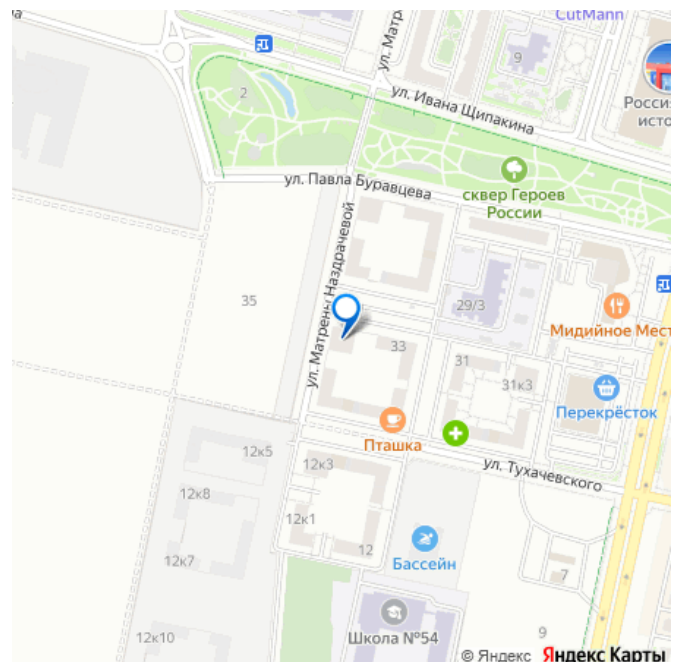 CutMann
на
ул. Матр
2
9
ул. Ивана Щипакина
Россия
исто
ул. Павла Буравцева
сквер Героев
России
ул. Матрены Наздрачевой
35
29/3
Мидийное Мест
33
31
31к3
Перекрёсток
Пташка
ул. Тухачевского
12к5
12к3
12к8
12к1
12
12к7
Бассейн
7
Школа №54
12к10
9
© Яндекс Яндекс Карты